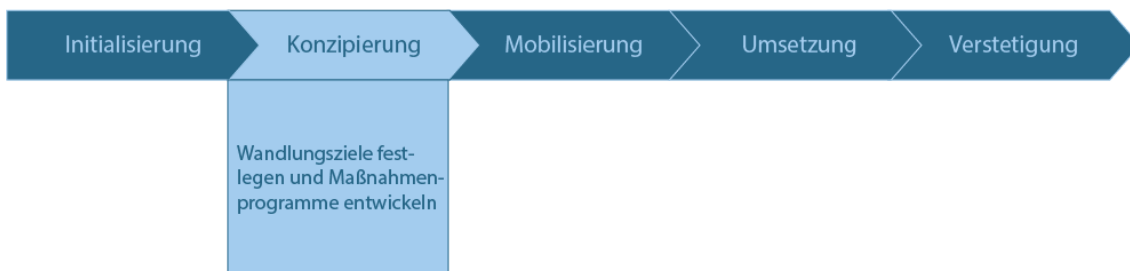 Initialisierung Konzipierung Mobilisierung Umsetzung Verstetigung
Wandlungsziele fest-
legen und Maßnahmen-
programme entwickeln